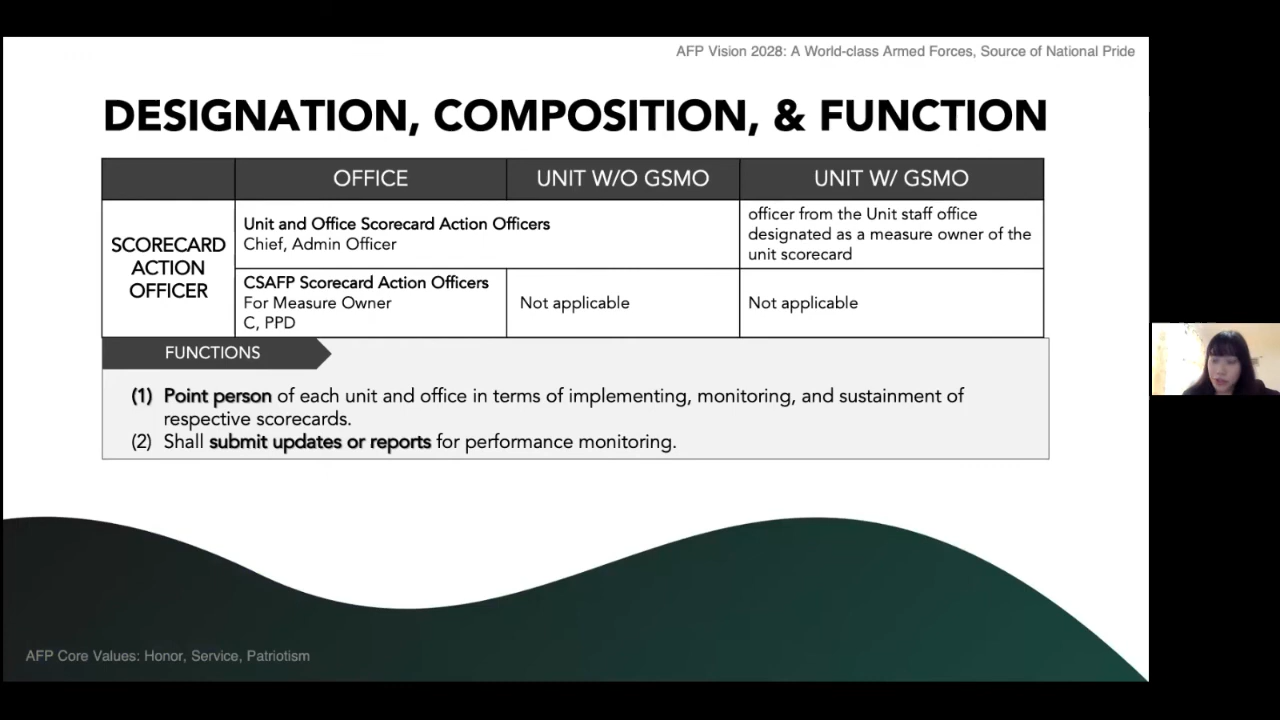 AFP Vision 2028: A World-class Armed Forces, Source of National Pride
DESIGNATION, COMPOSITION, & FUNCTION
OFFICE
UNIT W/O GSMO
UNIT W/ GSMO
SCORECARD
ACTION
OFFICER
Unit and Office Scorecard Action Officers
Chief, Admin Officer
officer from the Unit staff office
designated as a measure owner of the
unit scorecard
CSAFP Scorecard Action Officers
For Measure Owner
C, PPD
Not applicable
Not applicable
FUNCTIONS
(1) Point person of each unit and office in terms of implementing, monitoring, and sustainment of
respective scorecards.
(2) Shall submit updates or reports for performance monitoring.
AFP Core Values: Honor, Service, Patriotism